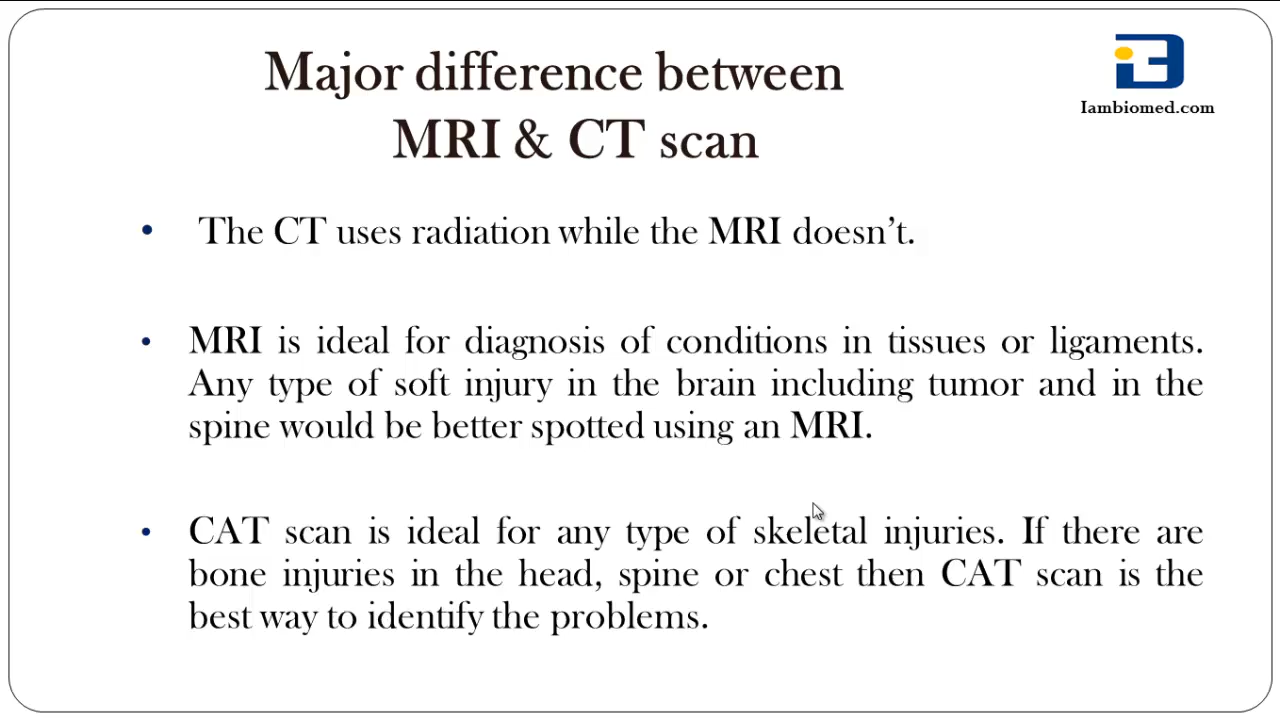 Major difference between
MRI & CT scan
Iambiomed.com
• The CT uses radiation while the MRI doesn’t.
• MRI is ideal for diagnosis of conditions in tissues or ligaments.
Any type of soft injury in the brain including tumor and in the
spine would be better spotted using an MRI.
• CAT scan is ideal for any type of skeletal injuries. If there are
bone injuries in the head, spine or chest then CAT scan is the
best way to identify the problems.